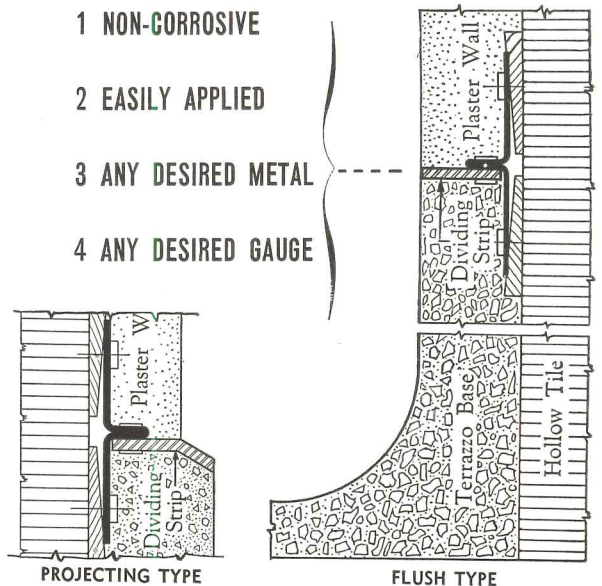 1 NON-CORROSIVE
2 EASILY APPLIED
3 ANY DESIRED METAL
4 ANY DESIRED GAUGE
Plaster Wall
Dividing
Strip
Terrazzo Base
Hollow Tile
FLUSH TYPE
Plaster W
Dividing
Strip
PROJECTING TYPE